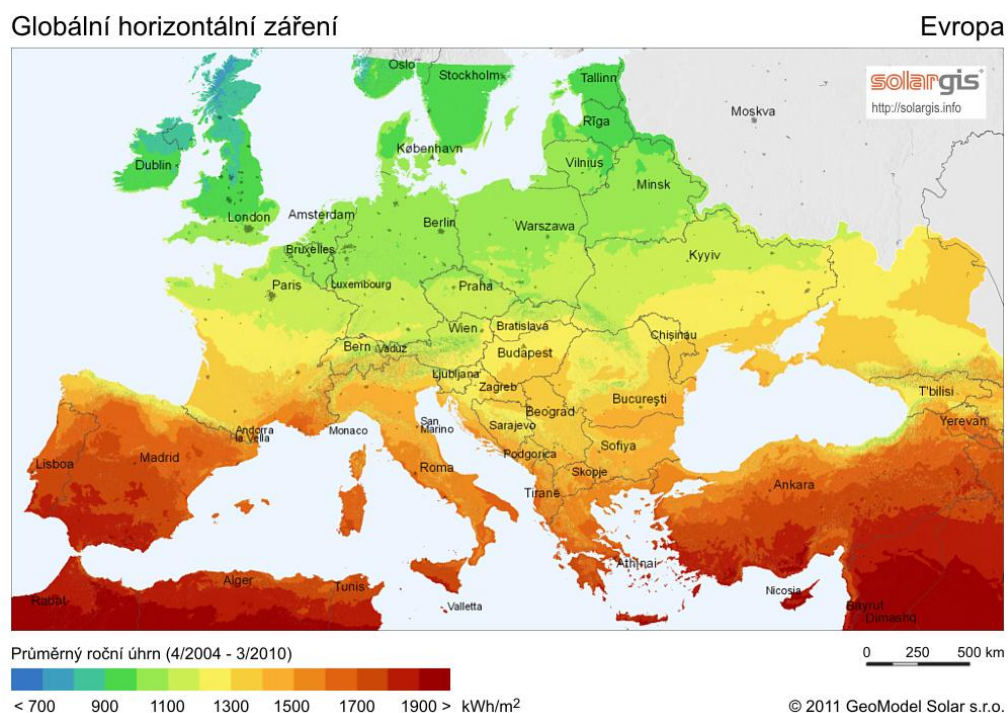 Globální horizontální záření
Evropa
solargis
http://solargis.info
Oslo
Stockholm
Tallinn
Rīga
Moskva
København
Dublin
Vilnius
Minsk
London
Amsterdam
Berlin
Warszawa
Bruxelles
Kyyiv
Paris
Luxembourg
Praha
Wien
Bratislava
Chişinău
Bern
Vaduz
Budapest
Ljubljana
Zagreb
T'bilisi
Beograd
Bucureşti
Sarajevo
Yerevan
Andorra
la Vella
Monaco
San
Marino
Podgorica
Sofiya
Lisboa
Madrid
Roma
Skopje
Tiranë
Ankara
Athínai
Alger
Tunis
Nicosia
Rabat
Valletta
Bayrut
Dimashq
Průměrný roční úhrn (4/2004 - 3/2010)
0 250 500 km
< 700 900 1100 1300 1500 1700 1900 > kWh/m²
© 2011 GeoModel Solar s.r.o.